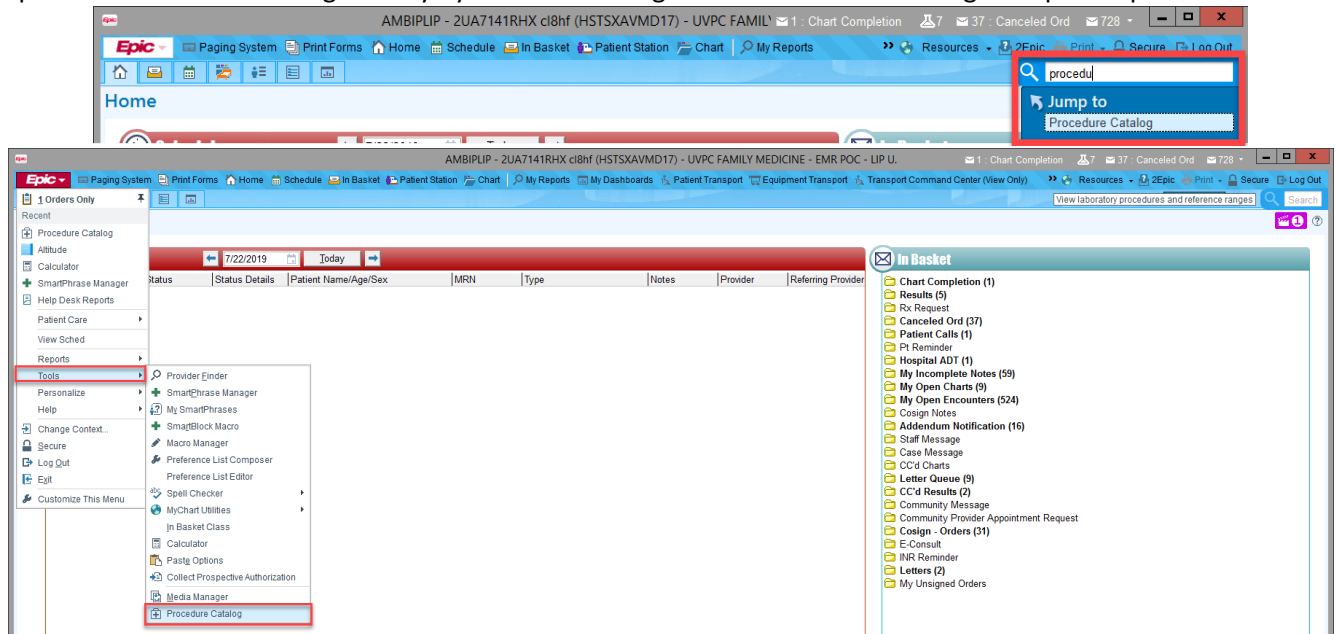 AMBIPLIP - 2UA7141RHX cl8hf (HSTSXAVMD17) - UVPC FAMILY 1 : Chart Completion 7 37 : Canceled Ord 728
Epic Paging System Print Forms Home Schedule In Basket Patient Station Chart My Reports Resources 2Epic Print Secure Log Out
procedu
Home
Jump to
Procedure Catalog
AMBIPLIP - 2UA7141RHX cl8hf (HSTSXAVMD17) - UVPC FAMILY MEDICINE - EMR POC - LIP U. 1 : Chart Completion 7 37 : Canceled Ord 728
Epic Paging System Print Forms Home Schedule In Basket Patient Station Chart My Reports My Dashboards Patient Transport Equipment Transport Transport Command Center (View Only) Resources 2Epic Print Secure Log Out
1 Orders Only
View laboratory procedures and reference ranges Search
Recent
1
Procedure Catalog
Altitude
Calculator
SmartPhrase Manager
Help Desk Reports
Patient Care
View Sched
Reports
Tools
Personalize
Help
Change Context...
Secure
Log Out
Exit
Customize This Menu
7/22/2019 Today
Status Status Details Patient Name/Age/Sex MRN Type Notes Provider Referring Provider
Provider Finder
SmartPhrase Manager
My SmartPhrases
SmartBlock Macro
Macro Manager
Preference List Composer
Preference List Editor
Spell Checker
MyChart Utilities
In Basket Class
Calculator
Paste Options
Collect Prospective Authorization
Media Manager
Procedure Catalog
In Basket
Chart Completion (1)
Results (5)
Rx Request
Canceled Ord (37)
Patient Calls (1)
Pt Reminder
Hospital ADT (1)
My Incomplete Notes (59)
My Open Charts (9)
My Open Encounters (524)
Cosign Notes
Addendum Notification (16)
Staff Message
Case Message
CC'd Charts
Letter Queue (9)
CC'd Results (2)
Community Message
Community Provider Appointment Request
Cosign - Orders (31)
E-Consult
INR Reminder
Letters (2)
My Unsigned Orders